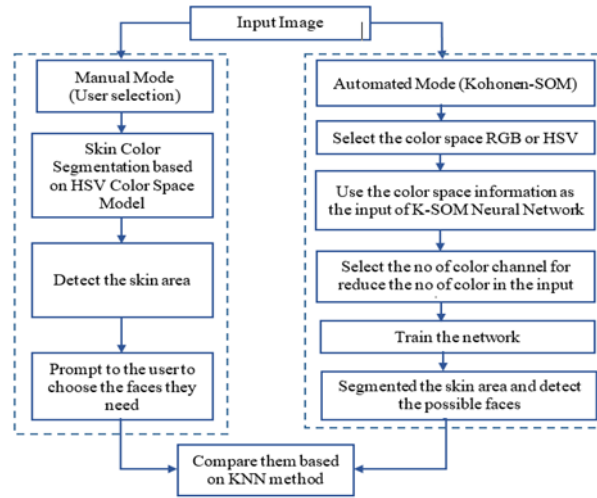 Input Image
Manual Mode
(User selection)
Skin Color
Segmentation based
on HSV Color Space
Model
Detect the skin area
Prompt to the user to
choose the faces they
need
Automated Mode (Kohonen-SOM)
Select the color space RGB or HSV
Use the color space information as
the input of K-SOM Neural Network
Select the no of color channel for
reduce the no of color in the input
Train the network
Segmented the skin area and detect
the possible faces
Compare them based
on KNN method